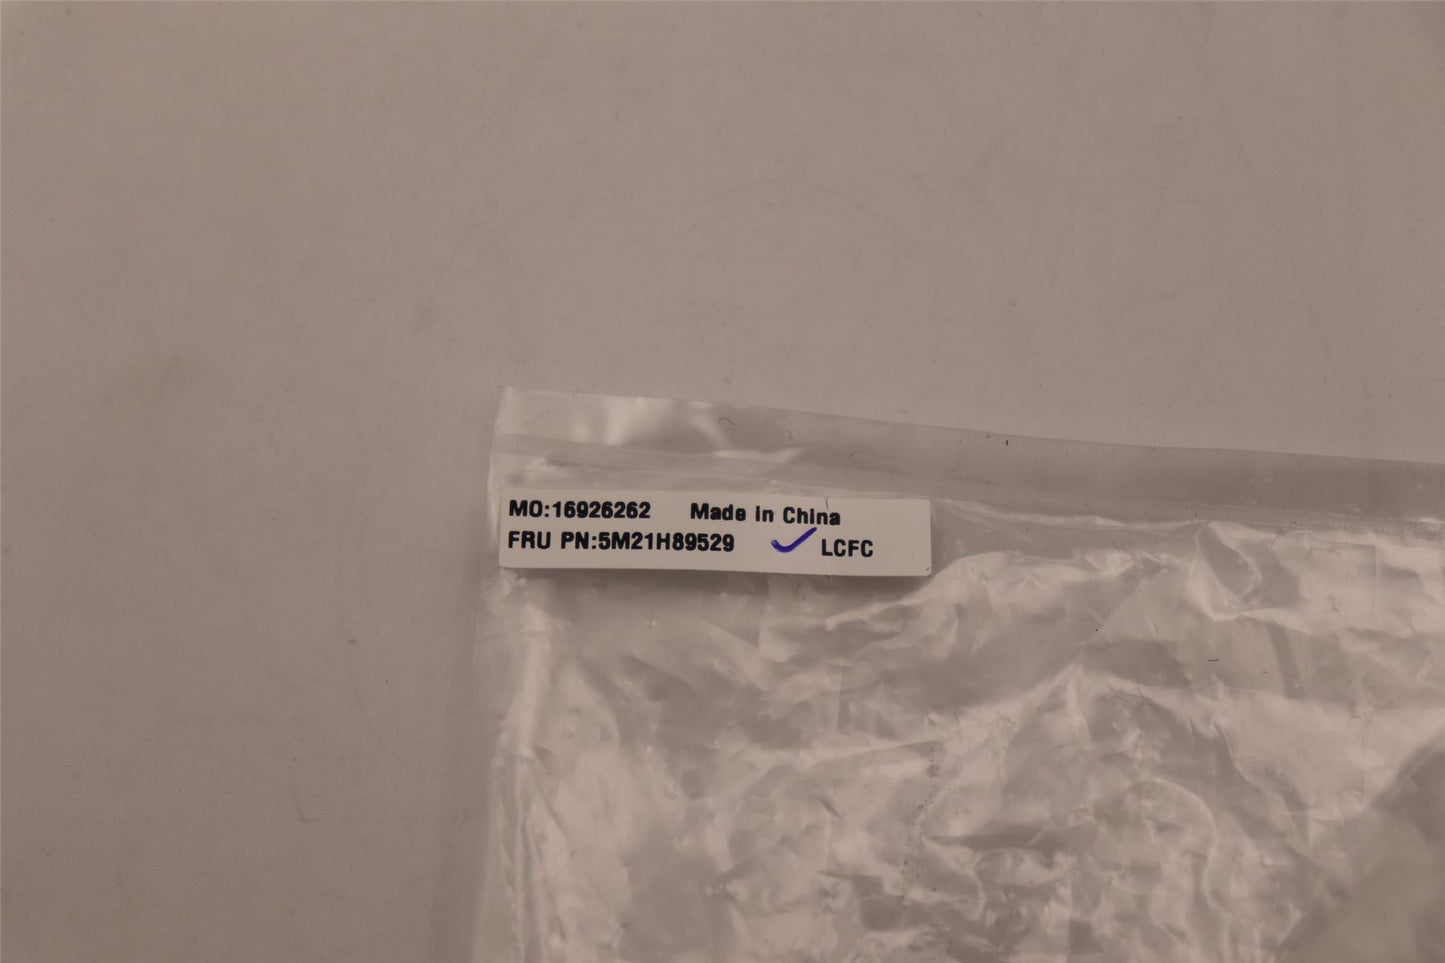 MO:16926262 Made in China
FRU PN:5M21H89529 LCFC